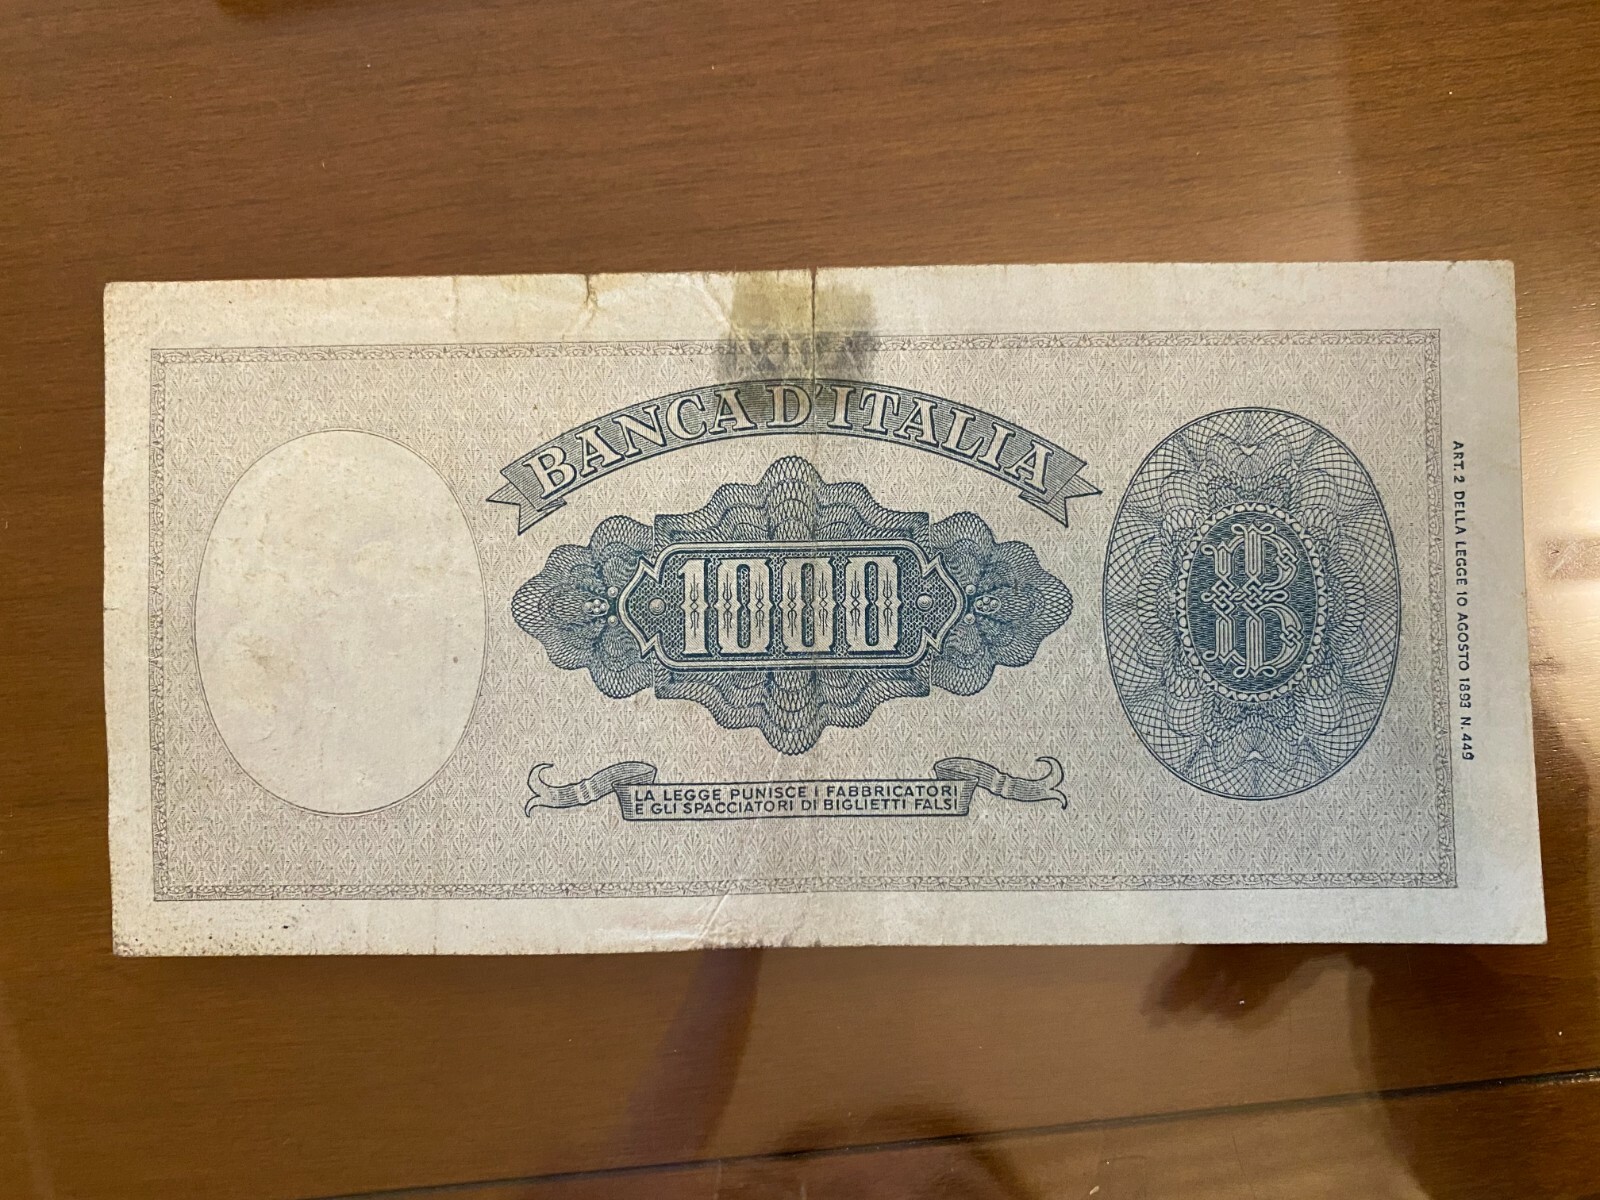 BANCA D'ITALIA
1000
B
LA LEGGE PUNISCE I FABBRICATORI
E GLI SPACCIATORI DI BIGLIETTI FALSI
ART. 2 DELLA LEGGE 10 AGOSTO 1893 N. 449